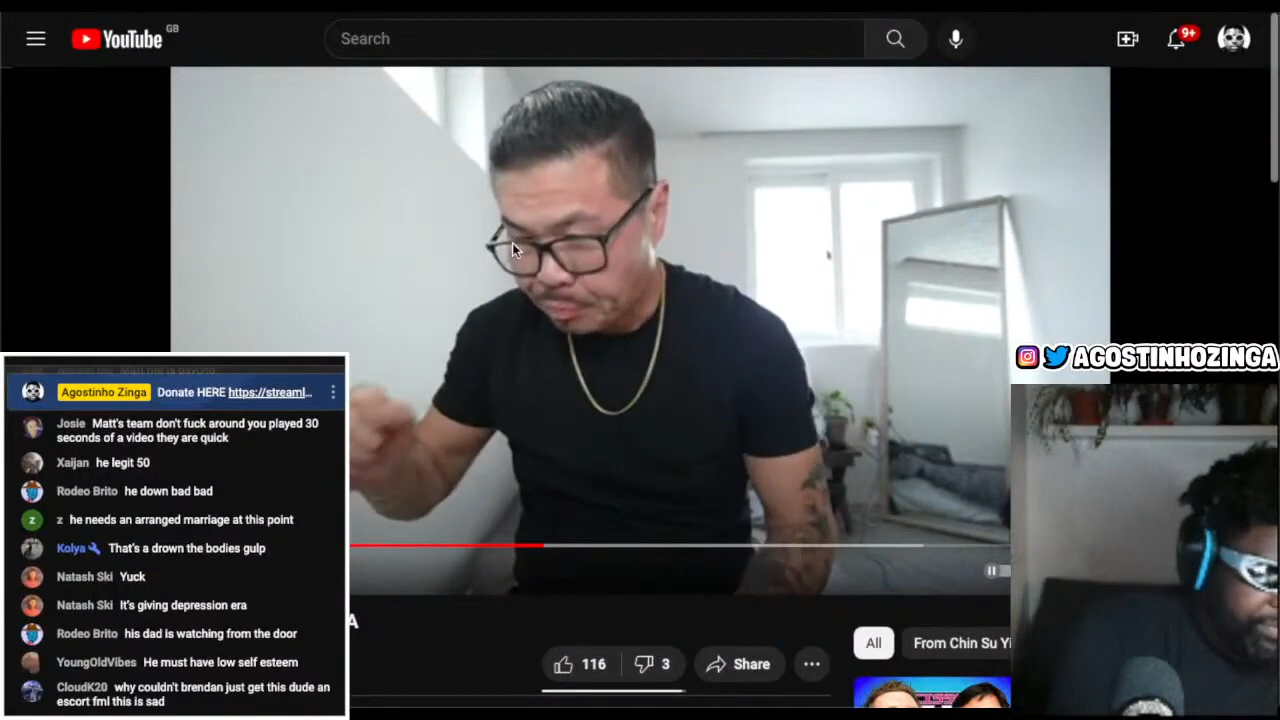 YouTube GB
Search
9+
AGOSTINHOZINGA
Agostinho Zinga Donate HERE https://streaml...
Josie Matt's team don't fuck around you played 30
seconds of a video they are quick
Xaijan he legit 50
Rodeo Brito he down bad bad
z z he needs an arranged marriage at this point
Kolya That's a drown the bodies gulp
Natash Ski Yuck
Natash Ski It's giving depression era
Rodeo Brito his dad is watching from the door
YoungOldVibes He must have low self esteem
CloudK20 why couldn't brendan just get this dude an
escort fml this is sad
A
116
3
Share
All
From Chin Su Yi